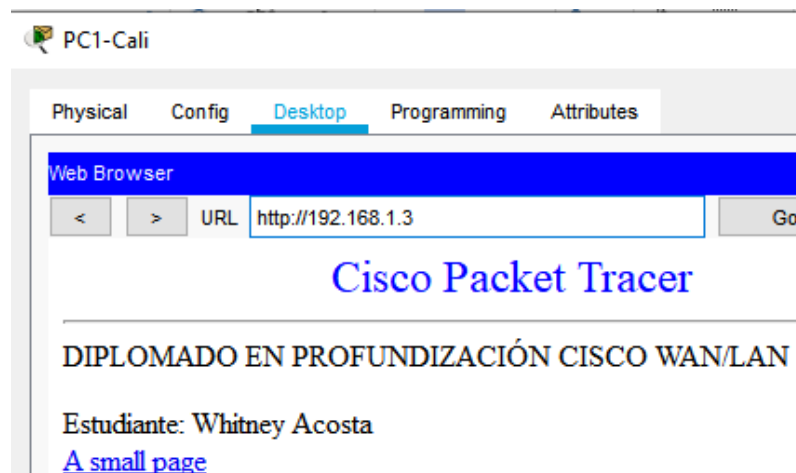 PC1-Cali
Physical Config Desktop Programming Attributes
Web Browser
< > URL http://192.168.1.3 Go
Cisco Packet Tracer
DIPLOMADO EN PROFUNDIZACIÓN CISCO WAN/LAN
Estudiante: Whitney Acosta
A small page